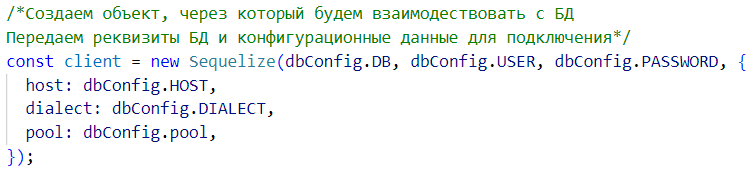 /*Создаем объект, через который будем взаимодествовать с БД
Передаем реквизиты БД и конфигурационные данные для подключения*/
const client = new Sequelize(dbConfig.DB, dbConfig.USER, dbConfig.PASSWORD, {
  host: dbConfig.HOST,
  dialect: dbConfig.DIALECT,
  pool: dbConfig.pool,
});